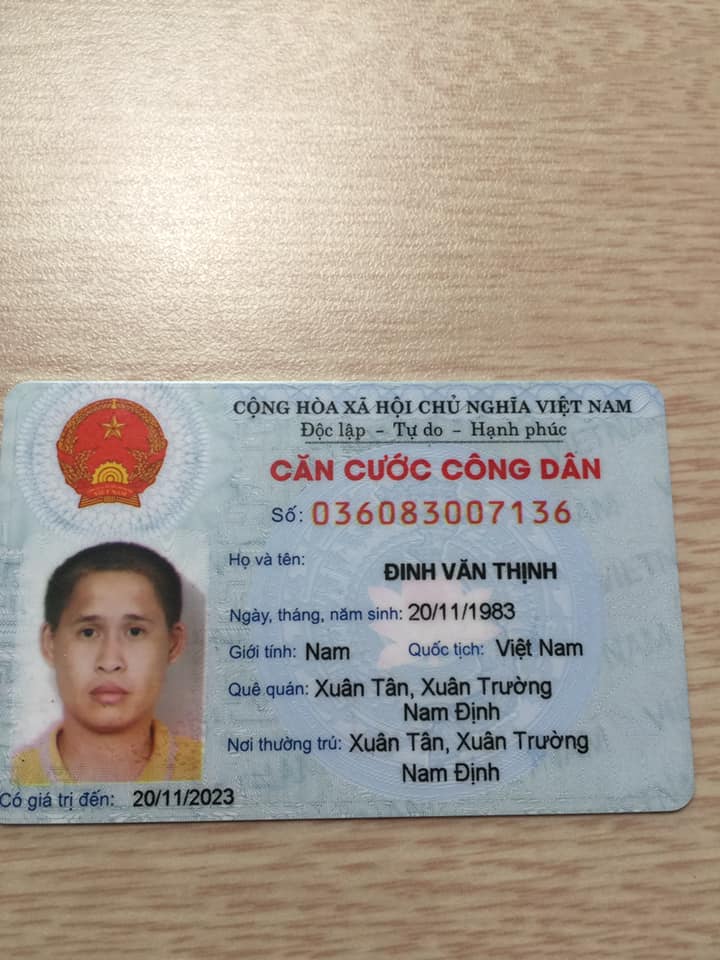 CỘNG HÒA XÃ HỘI CHỦ NGHĨA VIỆT NAM
Độc lập - Tự do - Hạnh phúc
CĂN CƯỚC CÔNG DÂN
Số: 036083007136
Họ và tên:
ĐINH VĂN THỊNH
Ngày, tháng, năm sinh: 20/11/1983
Giới tính: Nam Quốc tịch: Việt Nam
Quê quán: Xuân Tân, Xuân Trường
Nam Định
Nơi thường trú: Xuân Tân, Xuân Trường
Nam Định
Có giá trị đến: 20/11/2023